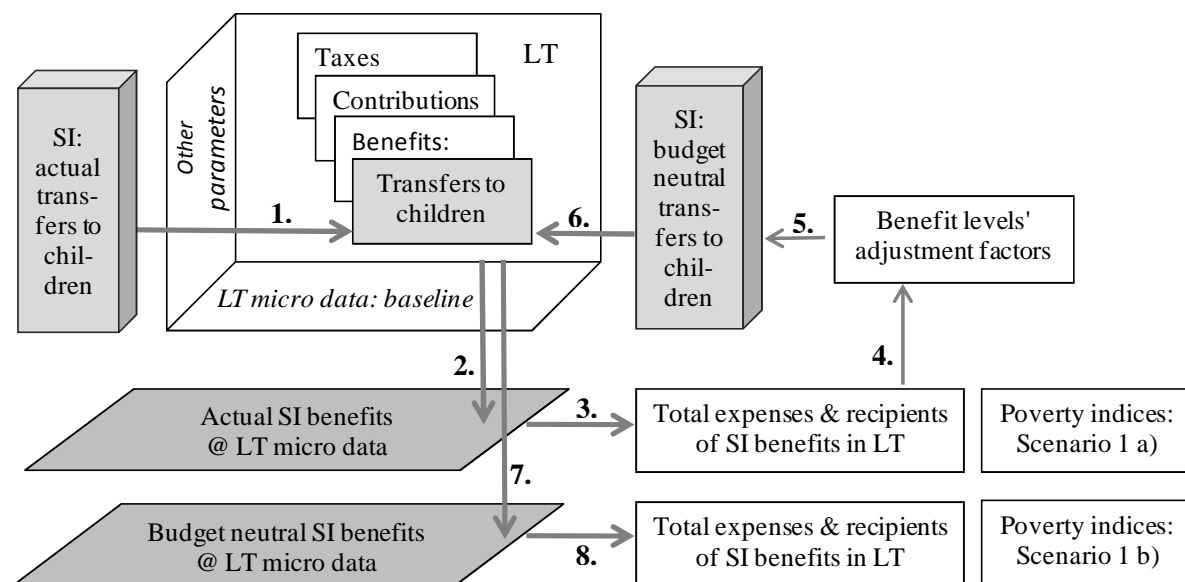 LT
Taxes
Contributions
Benefits:
Transfers to
children
Other
parameters
LT micro data: baseline
SI:
actual
trans-
fers to
chil-
dren
1.
6.
SI:
budget
neutral
trans-
fers to
chil-
dren
5.
Benefit levels'
adjustment factors
4.
2.
Actual SI benefits
@ LT micro data
3.
Total expenses & recipients
of SI benefits in LT
Poverty indices:
Scenario 1 a)
7.
Budget neutral SI benefits
@ LT micro data
8.
Total expenses & recipients
of SI benefits in LT
Poverty indices:
Scenario 1 b)